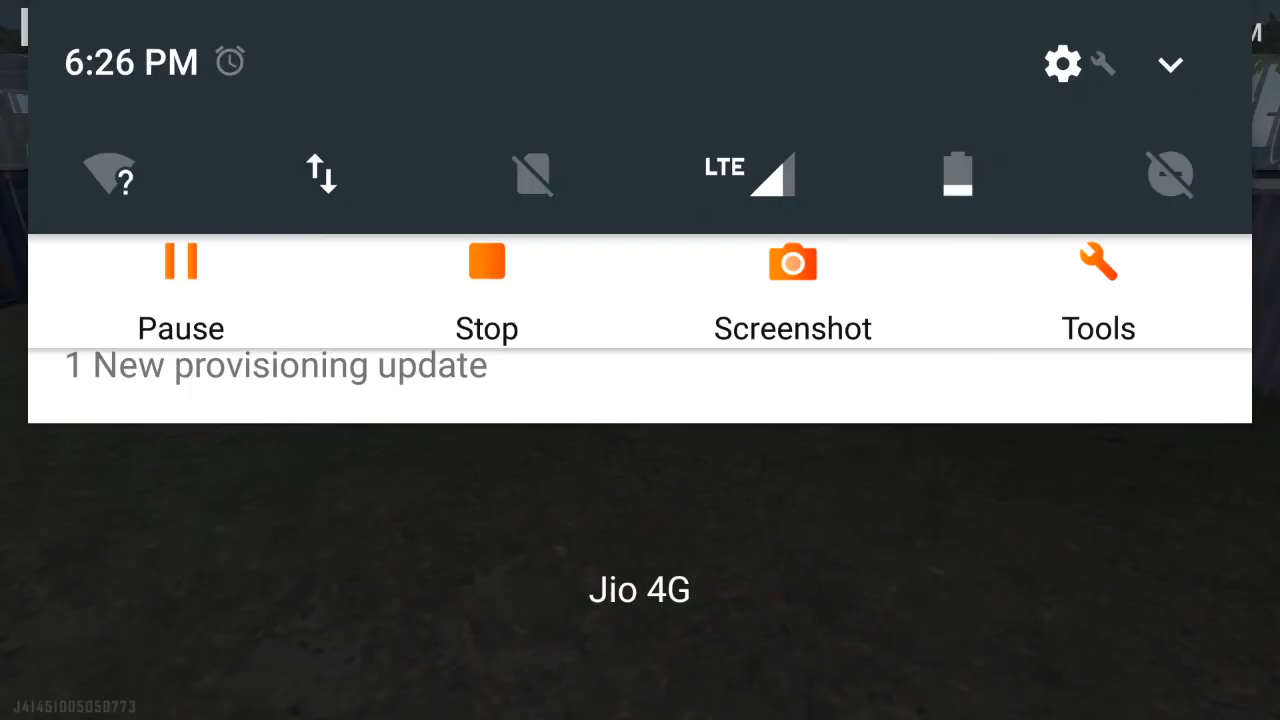 6:26 PM
M
?
LTE
Pause
Stop
Screenshot
Tools
1 New provisioning update
Jio 4G
J41451005050773